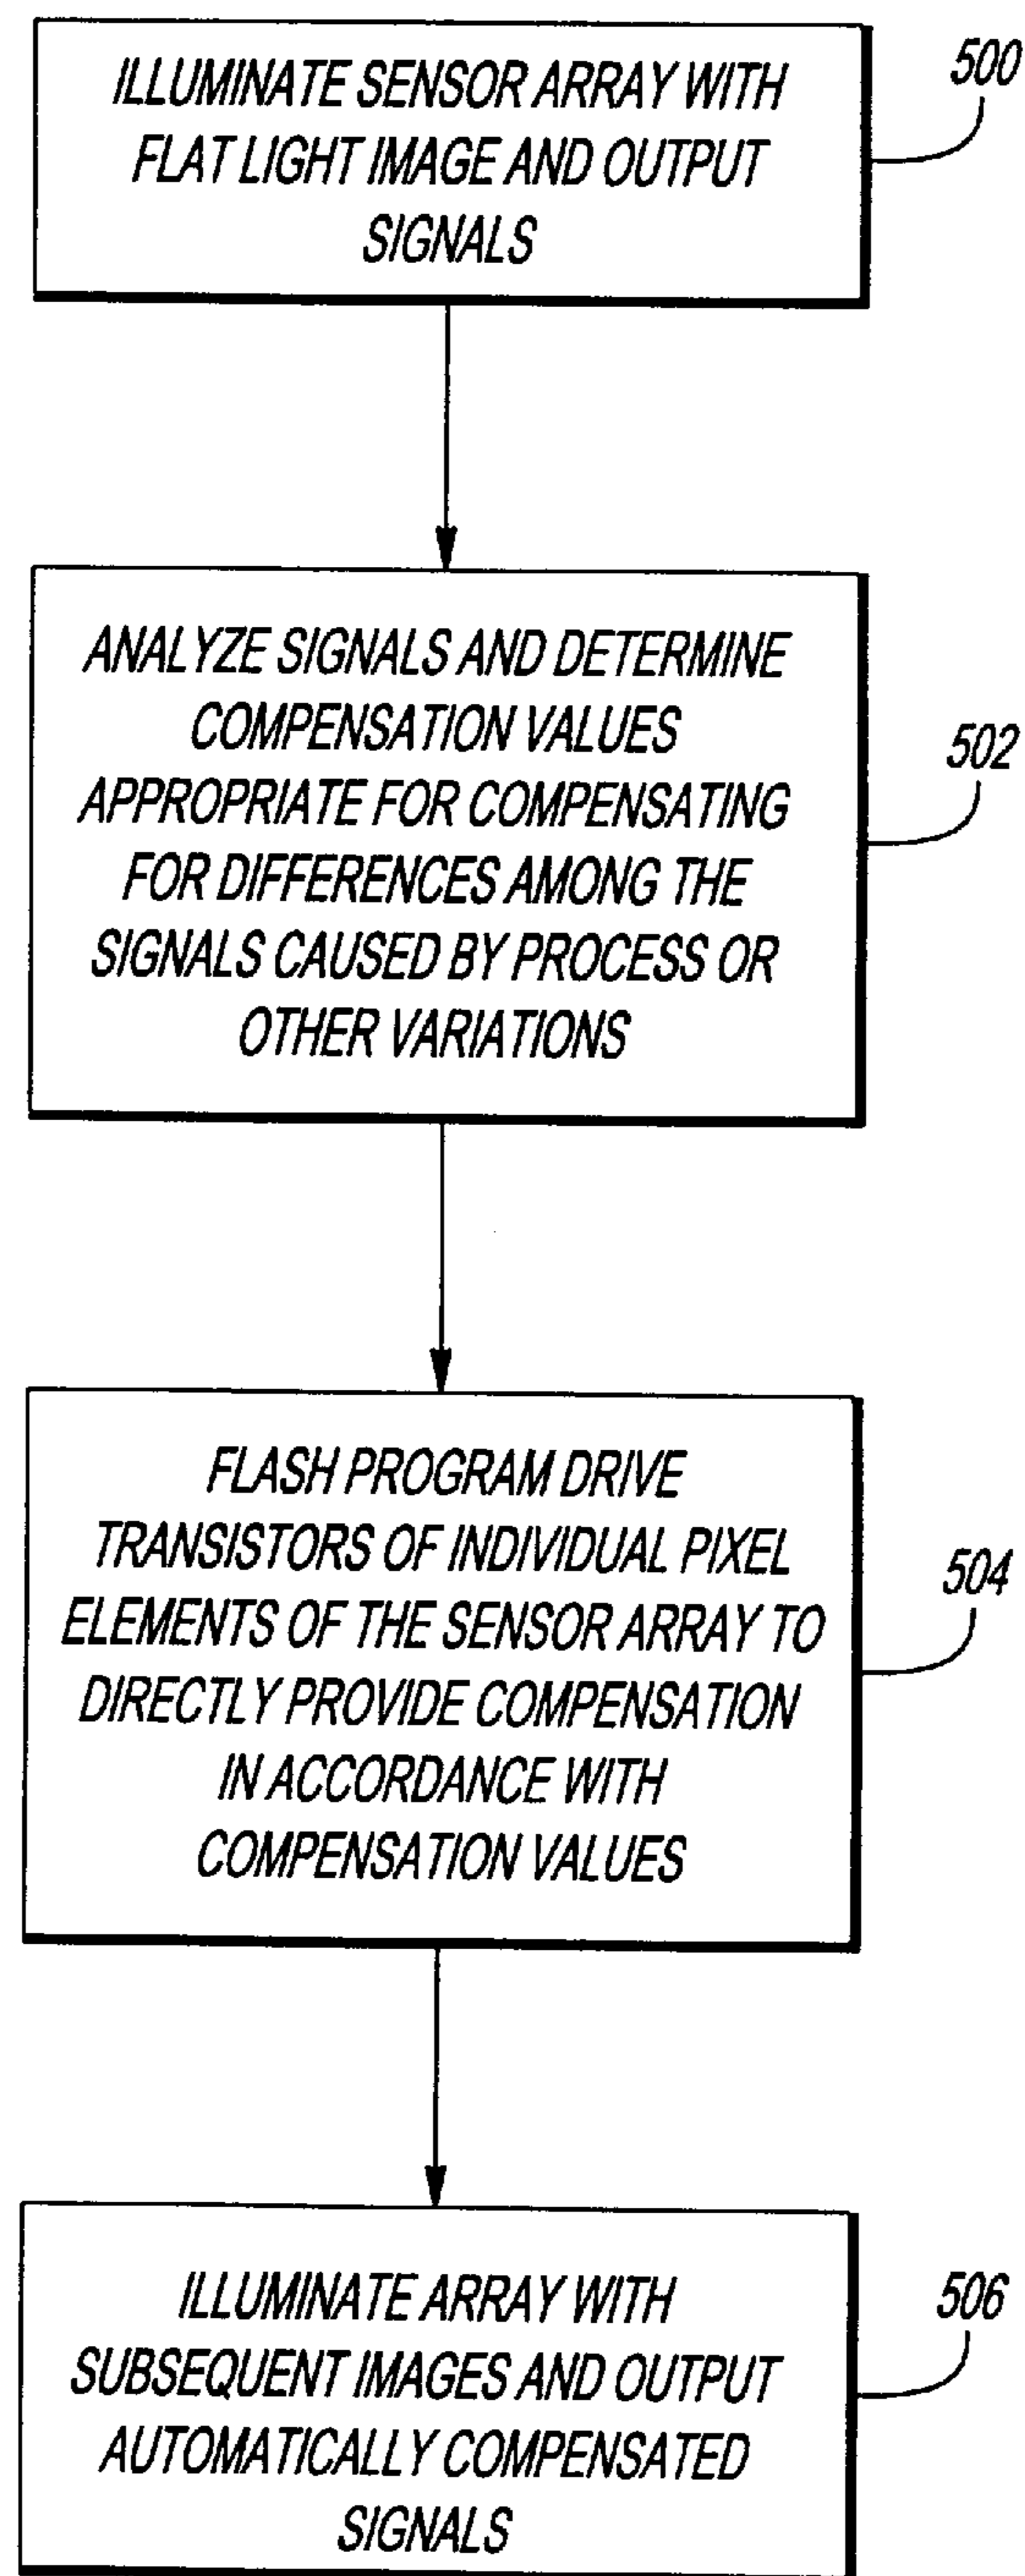 ILLUMINATE SENSOR ARRAY WITH
FLAT LIGHT IMAGE AND OUTPUT
SIGNALS
500
ANALYZE SIGNALS AND DETERMINE
COMPENSATION VALUES
APPROPRIATE FOR COMPENSATING
FOR DIFFERENCES AMONG THE
SIGNALS CAUSED BY PROCESS OR
OTHER VARIATIONS
502
FLASH PROGRAM DRIVE
TRANSISTORS OF INDIVIDUAL PIXEL
ELEMENTS OF THE SENSOR ARRAY TO
DIRECTLY PROVIDE COMPENSATION
IN ACCORDANCE WITH
COMPENSATION VALUES
504
ILLUMINATE ARRAY WITH
SUBSEQUENT IMAGES AND OUTPUT
AUTOMATICALLY COMPENSATED
SIGNALS
506